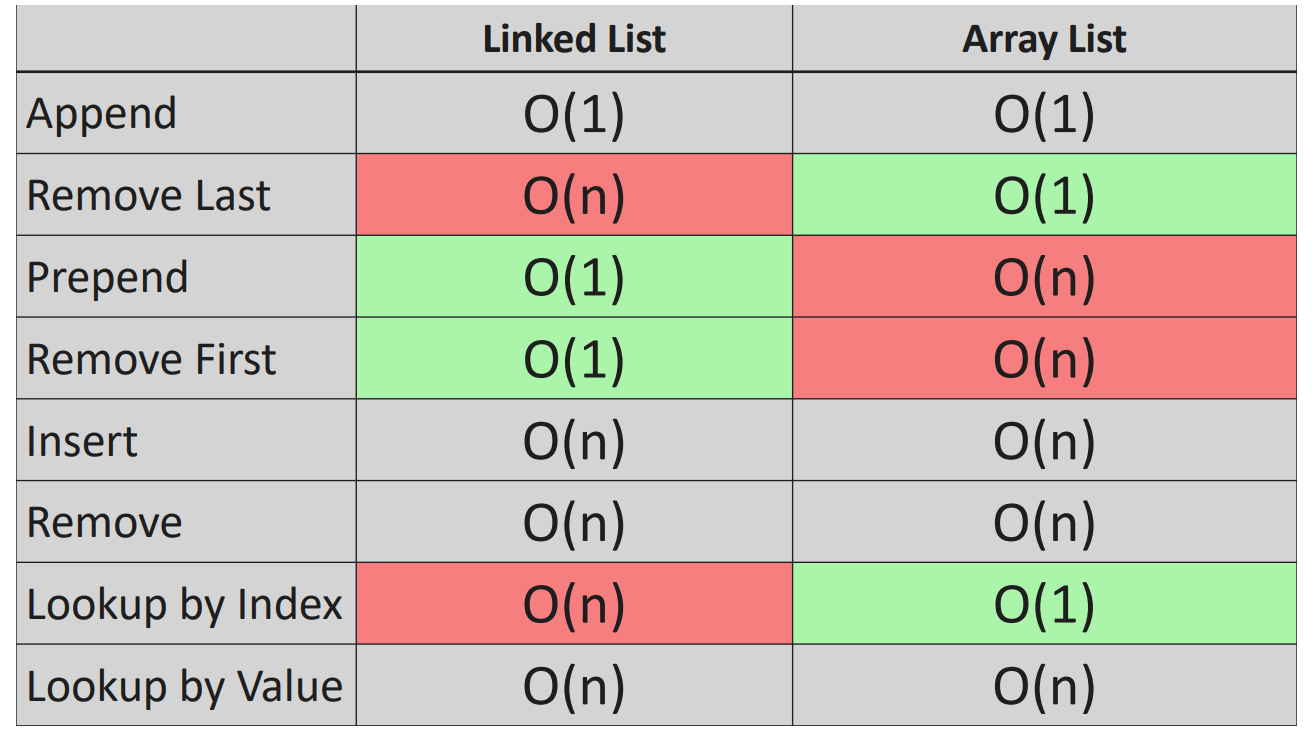 Linked List Array List
Append O(1) O(1)
Remove Last O(n) O(1)
Prepend O(1) O(n)
Remove First O(1) O(n)
Insert O(n) O(n)
Remove O(n) O(n)
Lookup by Index O(n) O(1)
Lookup by Value O(n) O(n)